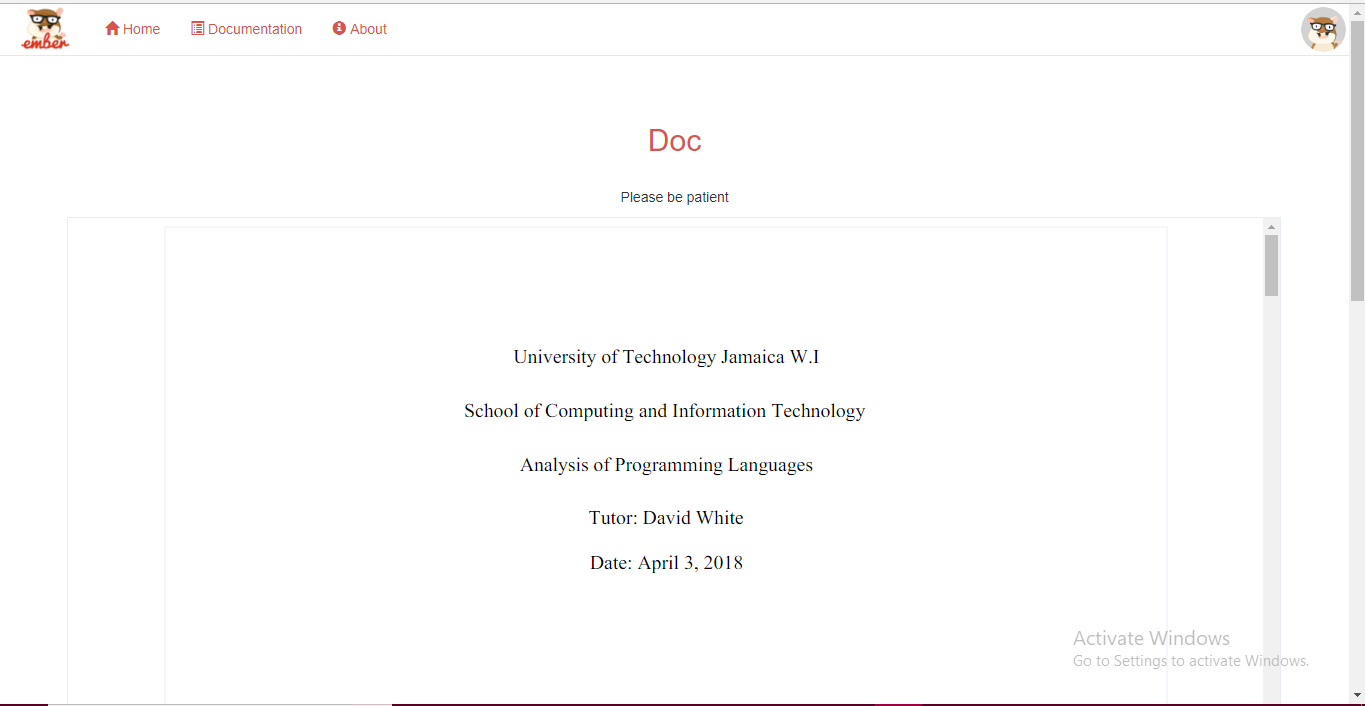 ember
Home
Documentation
About
Doc
Please be patient
University of Technology Jamaica W.I
School of Computing and Information Technology
Analysis of Programming Languages
Tutor: David White
Date: April 3, 2018
Activate Windows
Go to Settings to activate Windows.